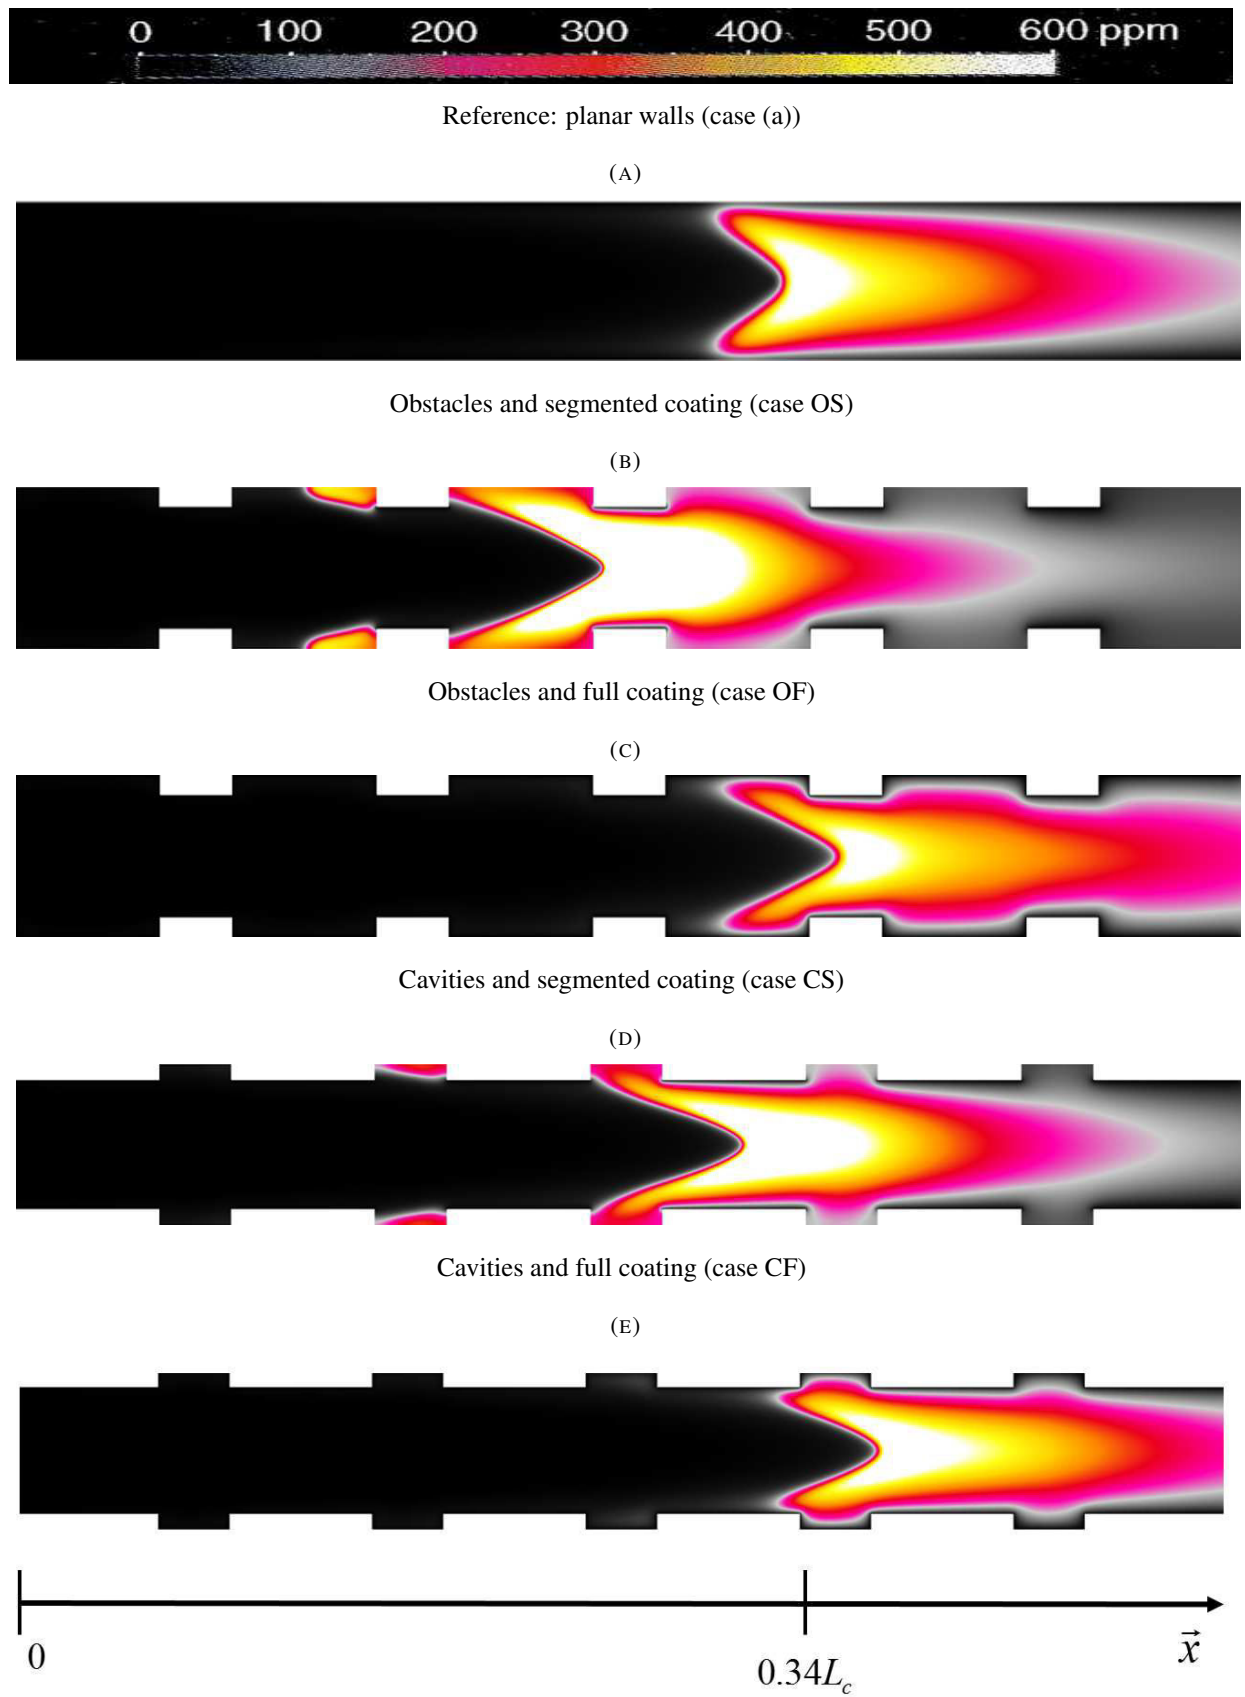 0 100 200 300 400 500 600 ppm
Reference: planar walls (case (a))
(A)
Obstacles and segmented coating (case OS)
(B)
Obstacles and full coating (case OF)
(C)
Cavities and segmented coating (case CS)
(D)
Cavities and full coating (case CF)
(E)
0 0.34L_c \vec{x}